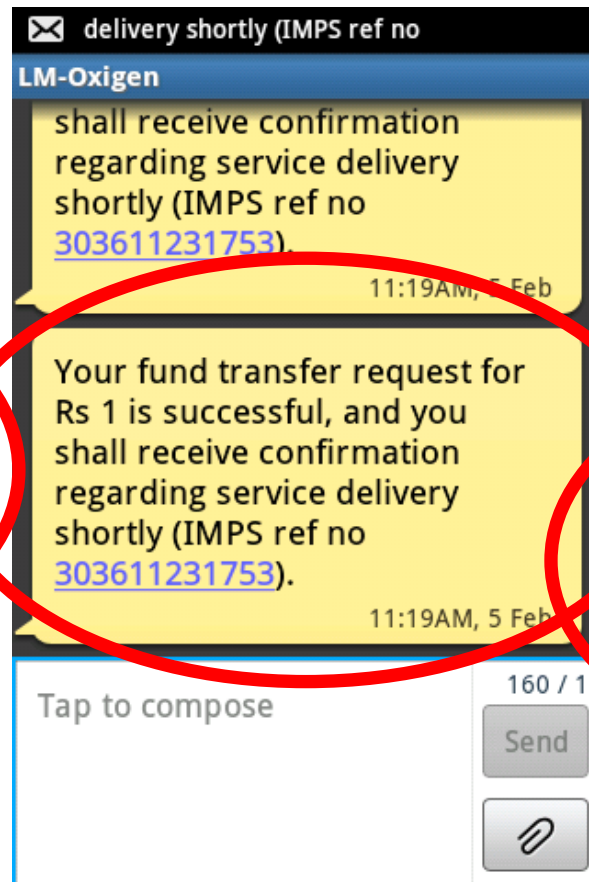 delivery shortly (IMPS ref no
LM-Oxigen
shall receive confirmation
regarding service delivery
shortly (IMPS ref no
303611231753).
11:19AM, 5 Feb
Your fund transfer request for
Rs 1 is successful, and you
shall receive confirmation
regarding service delivery
shortly (IMPS ref no
303611231753).
11:19AM, 5 Feb
Tap to compose
160 / 1
Send